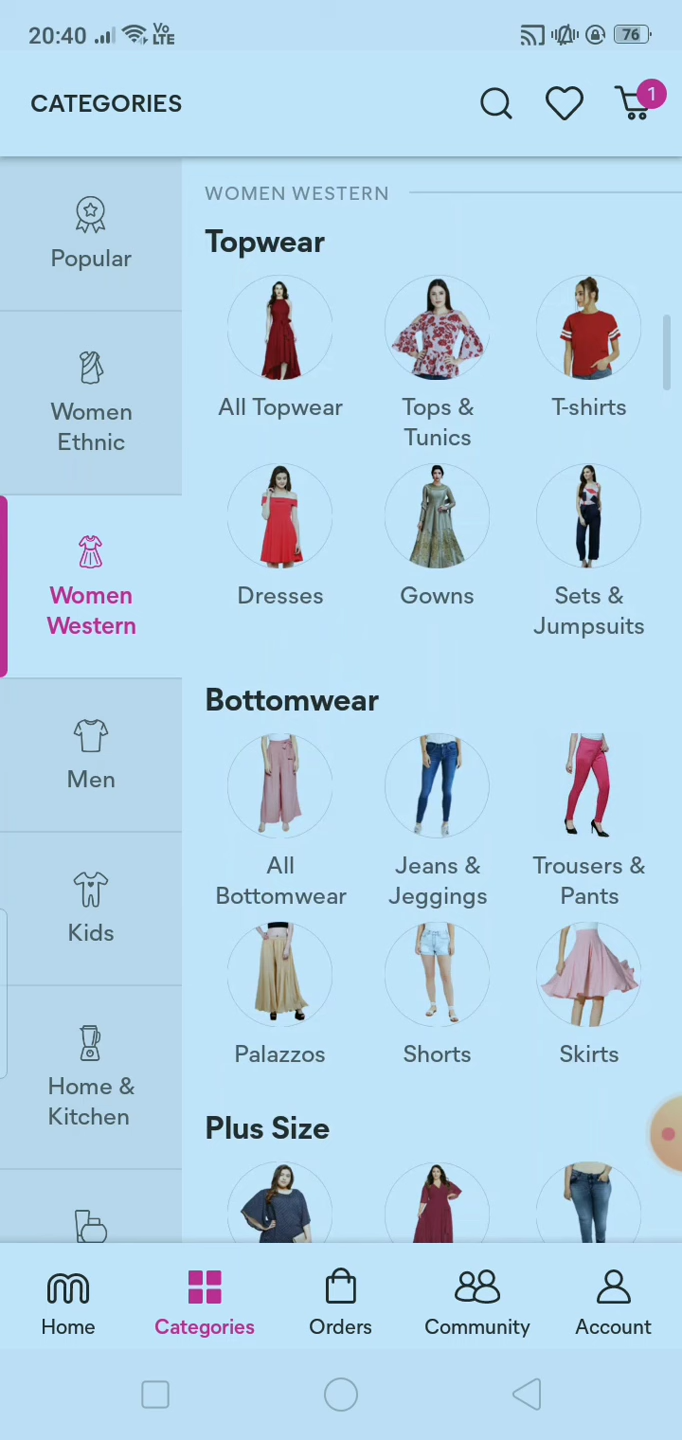 20:40
Vo
LTE
76
CATEGORIES
1
Popular
Women
Ethnic
Women
Western
Men
Kids
Home &
Kitchen
WOMEN WESTERN
Topwear
All Topwear
Tops &
Tunics
T-shirts
Dresses
Gowns
Sets &
Jumpsuits
Bottomwear
All
Bottomwear
Jeans &
Jeggings
Trousers &
Pants
Palazzos
Shorts
Skirts
Plus Size
Home
Categories
Orders
Community
Account